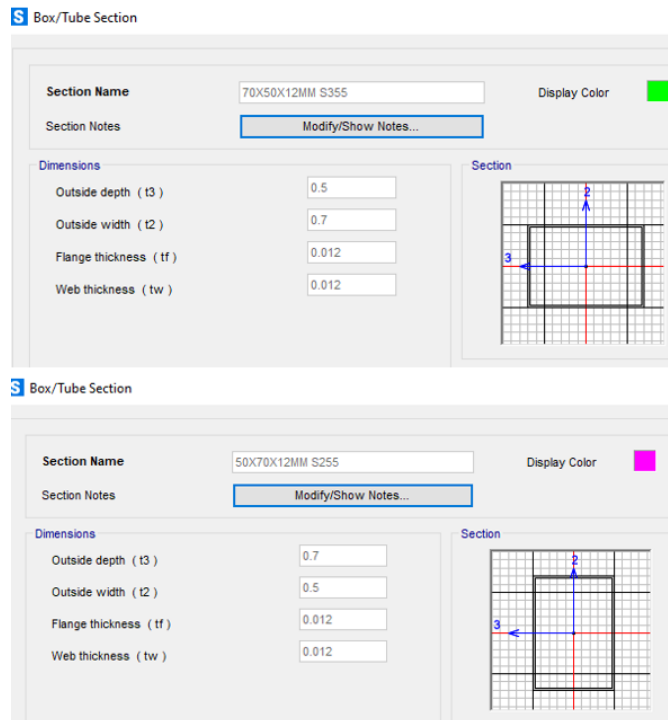 S Box/Tube Section
Section Name 70X50X12MM S355 Display Color
Section Notes Modify/Show Notes...
Dimensions Section
Outside depth ( t3 ) 0.5
Outside width ( t2 ) 0.7
Flange thickness ( tf ) 0.012
Web thickness ( tw ) 0.012
2
3
S Box/Tube Section
Section Name 50X70X12MM S255 Display Color
Section Notes Modify/Show Notes...
Dimensions Section
Outside depth ( t3 ) 0.7
Outside width ( t2 ) 0.5
Flange thickness ( tf ) 0.012
Web thickness ( tw ) 0.012
2
3